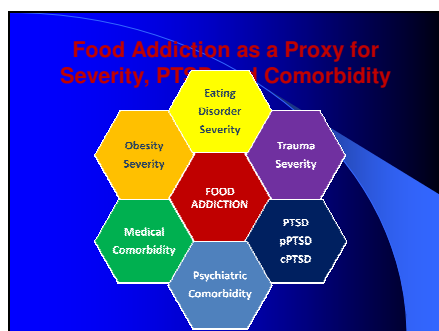 Food Addiction as a Proxy for
Severity, PTSD Comorbidity
Eating
Disorder
Severity
Obesity
Severity
Trauma
Severity
FOOD
ADDICTION
Medical
Comorbidity
PTSD
pPTSD
cPTSD
Psychiatric
Comorbidity